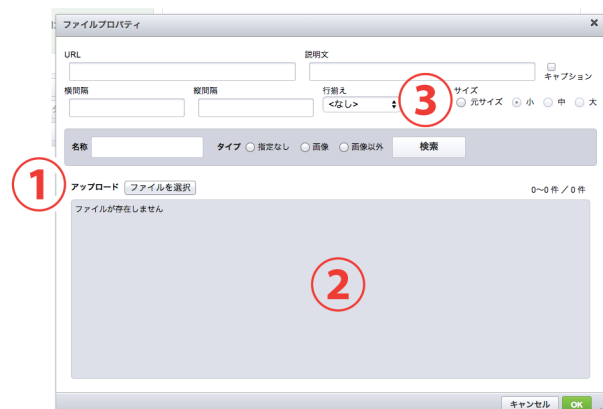 ファイルプロパティ ×
URL 説明文
キャプション
横間隔 縦間隔 行揃え サイズ
<なし> 元サイズ 小 中 大
③
名称 タイプ 指定なし 画像 画像以外 検索
①
アップロード ファイルを選択 0〜0 件 / 0 件
ファイルが存在しません
②
キャンセル OK